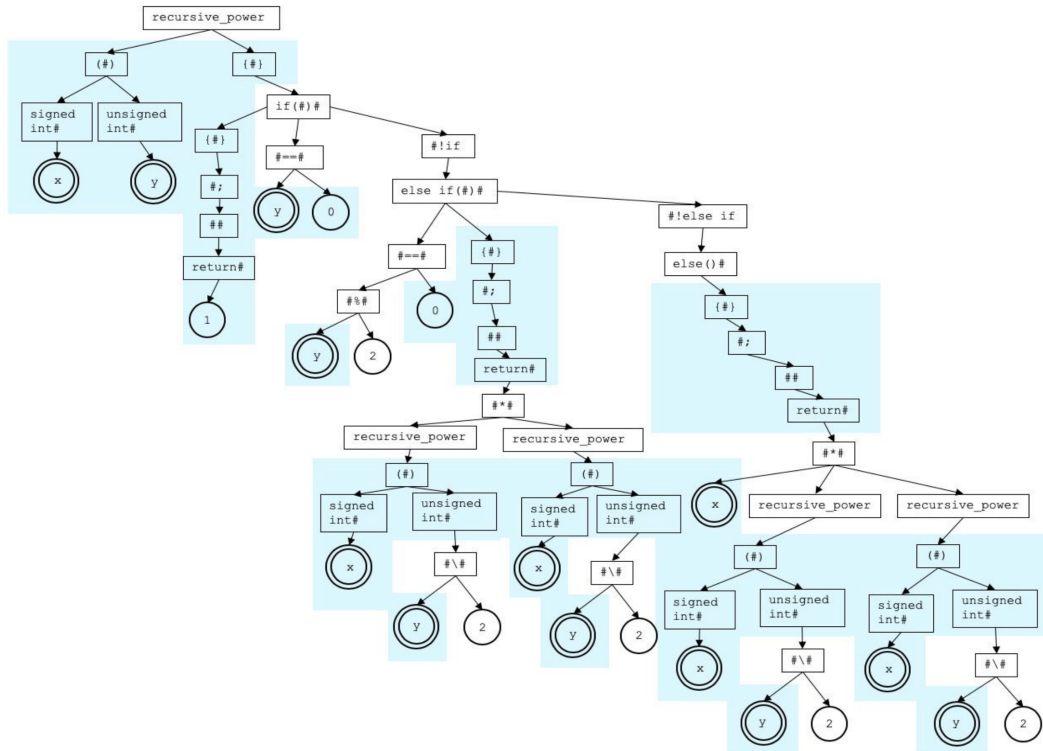 recursive_power
(#)
{#}
signed
int#
unsigned
int#
{#}
if(#)#
x
y
#;
##
return#
1
#==#
y
0
#!if
else if(#)#
#==#
#%#
y
2
0
{#}
#;
##
return#
#!else if
else()#
{#}
#;
##
return#
#*#
recursive_power
recursive_power
(#)
(#)
signed
int#
unsigned
int#
signed
int#
unsigned
int#
x
#\#
y
2
x
#\#
y
2
#*#
x
recursive_power
recursive_power
(#)
(#)
signed
int#
unsigned
int#
signed
int#
unsigned
int#
x
#\#
y
2
x
#\#
y
2